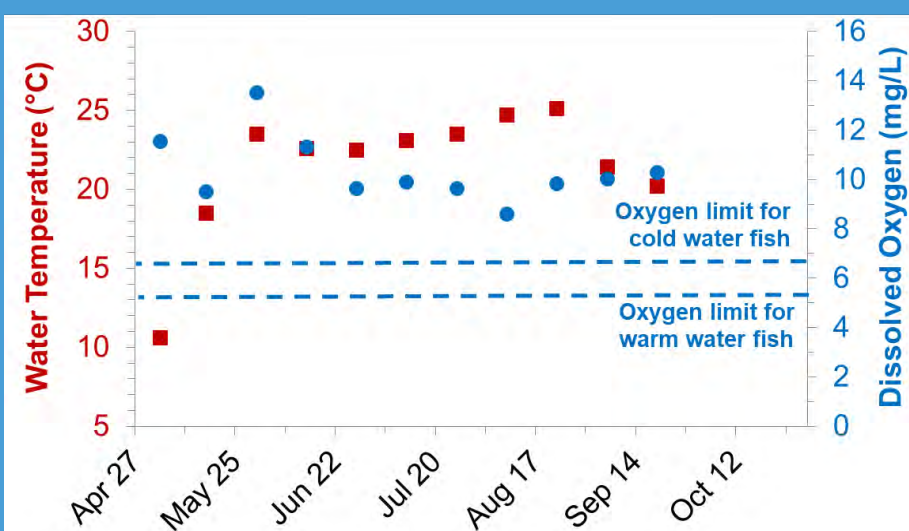 Water Temperature (°C)
30
25
20
15
10
5
Oxygen limit for
cold water fish
Oxygen limit for
warm water fish
16
14
12
10
8
6
4
2
0
Dissolved Oxygen (mg/L)
Apr 27
May 25
Jun 22
Jul 20
Aug 17
Sep 14
Oct 12